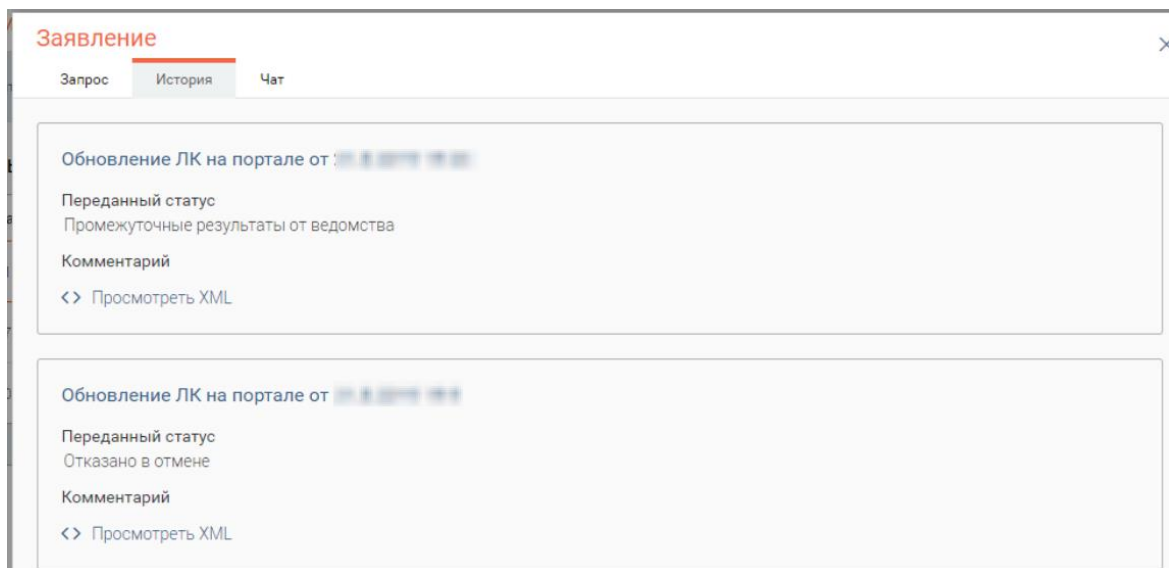 Заявление
Запрос История Чат
Обновление ЛК на портале от
Переданный статус
Промежуточные результаты от ведомства
Комментарий
<> Просмотреть XML
Обновление ЛК на портале от
Переданный статус
Отказано в отмене
Комментарий
<> Просмотреть XML